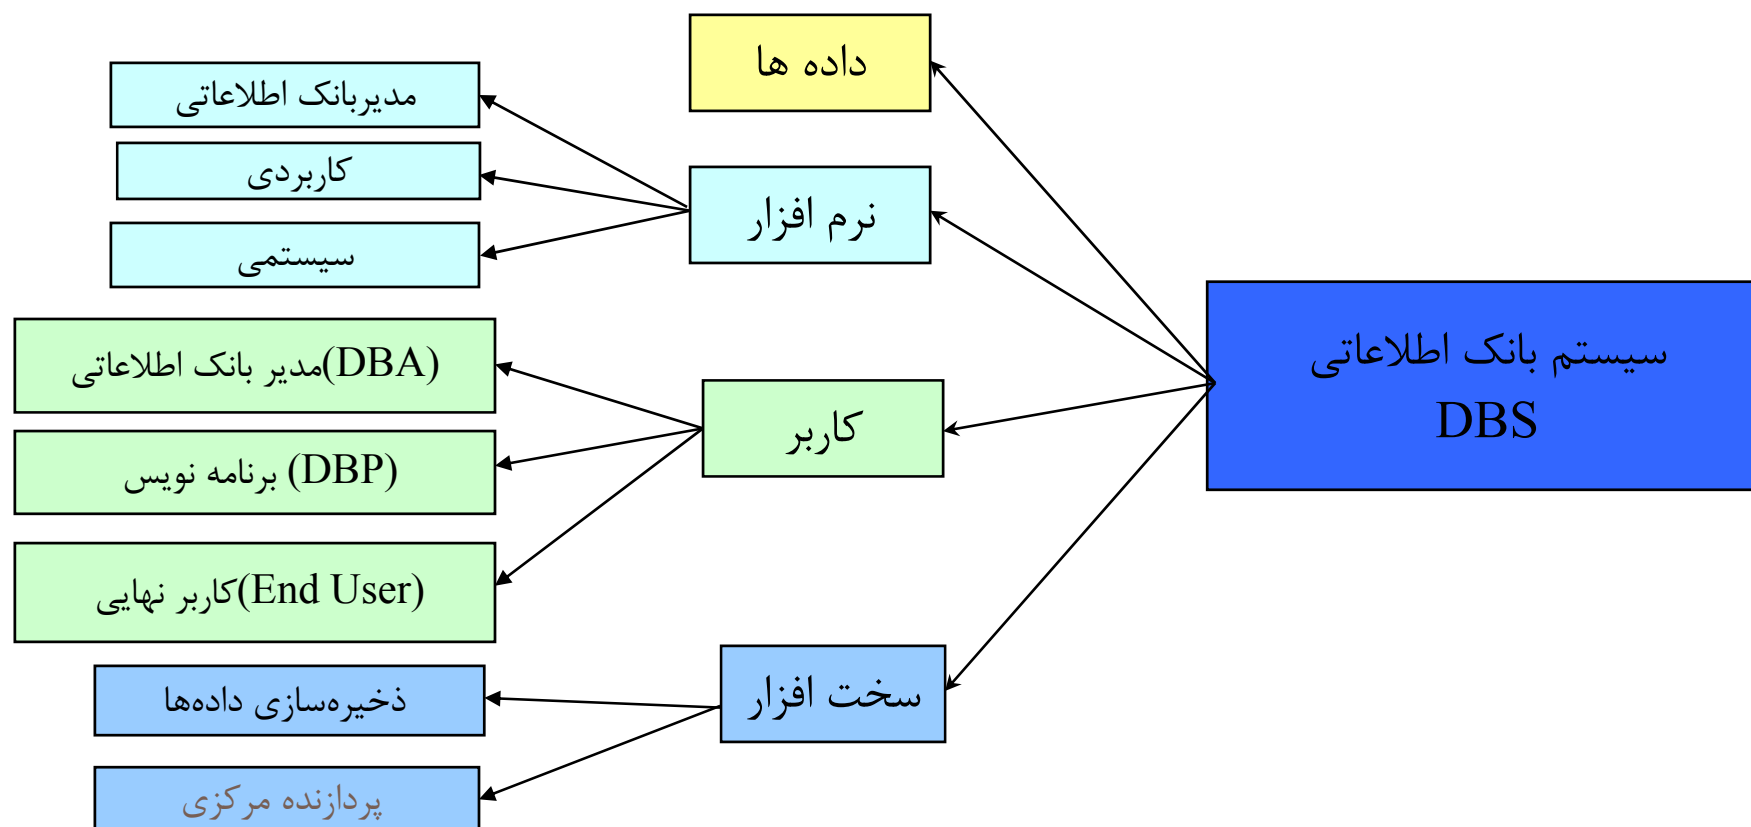 داده ها
مدیربانک اطلاعاتی
کاربردی
نرم افزار
سیستمی
سیستم بانک اطلاعاتی
DBS
مدیر بانک اطلاعاتی(DBA)
کاربر
برنامه نویس (DBP)
کاربر نهایی(End User)
سخت افزار
ذخیره‌سازی داده‌ها
پردازنده مرکزی